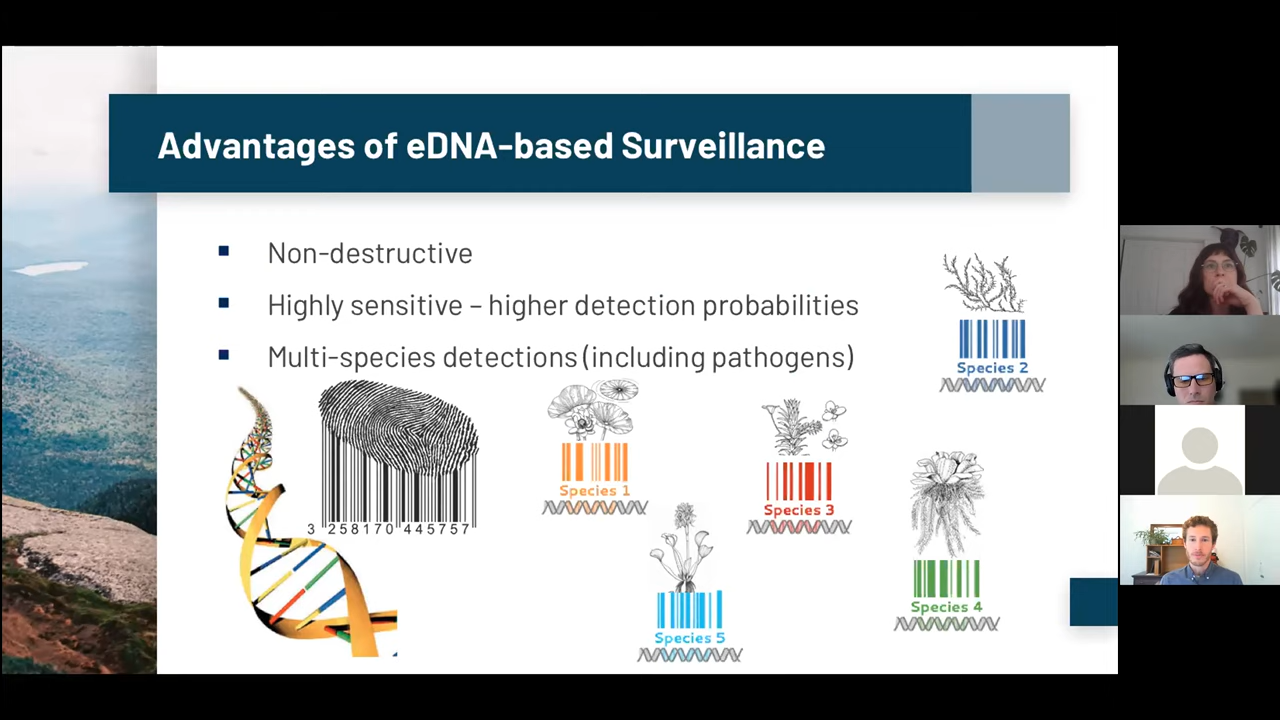 Advantages of eDNA-based Surveillance
Non-destructive
Highly sensitive – higher detection probabilities
Multi-species detections (including pathogens)
Species 2
Species 1
Species 3
3 258170 445757
Species 4
Species 5